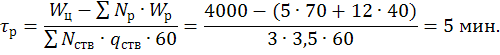 τр = (Wц − ∑ Nр · Wр) / (∑ Nств · qств · 60) = (4000 − (5 · 70 + 12 · 40)) / (3 · 3,5 · 60) = 5 мин.